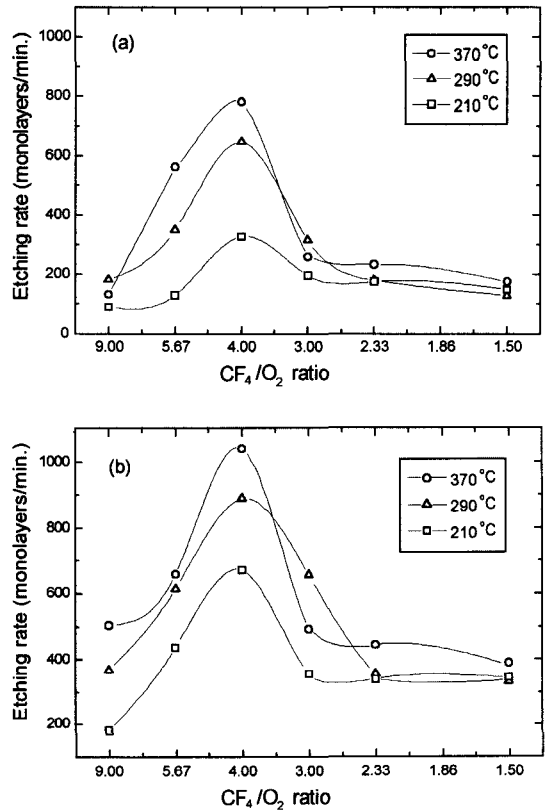 (a)
370°C
290°C
210°C
1000
800
600
400
200
0
Etching rate (monolayers/min.)
9.00 5.67 4.00 3.00 2.33 1.86 1.50
CF₄/O₂ ratio
(b)
370°C
290°C
210°C
1000
800
600
400
200
Etching rate (monolayers/min.)
9.00 5.67 4.00 3.00 2.33 1.86 1.50
CF₄/O₂ ratio